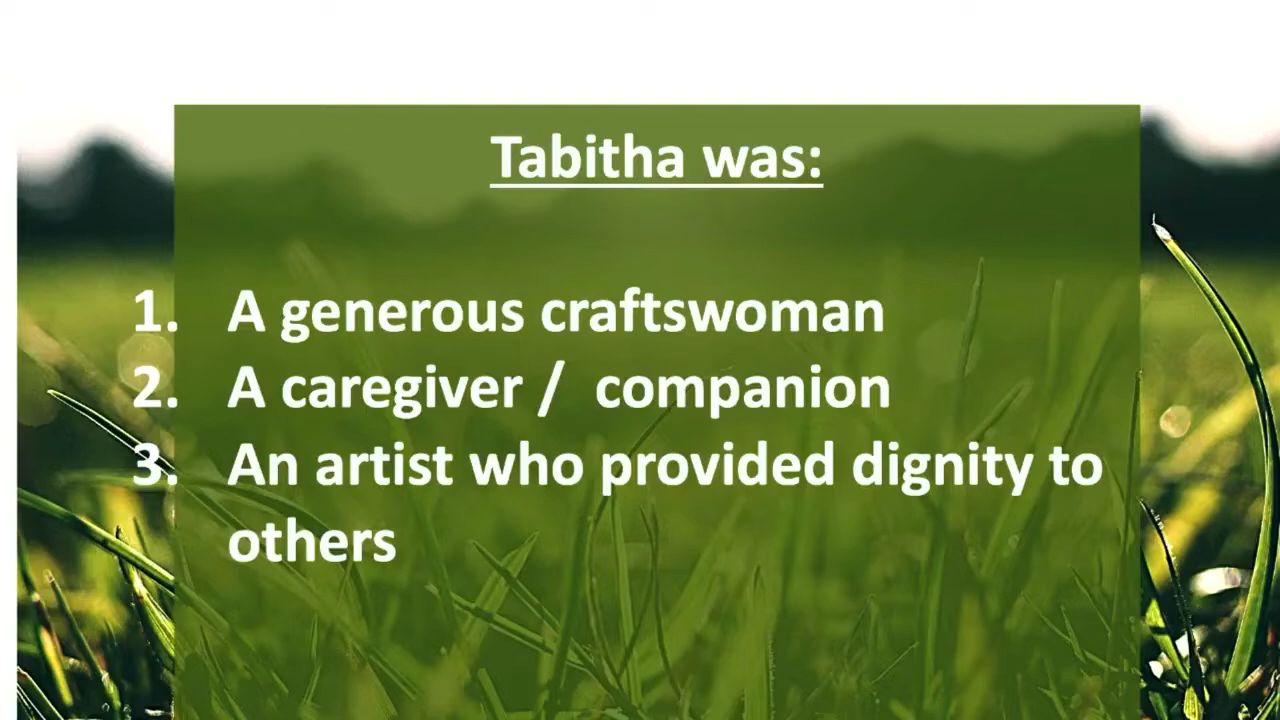 Tabitha was:
1. A generous craftswoman
2. A caregiver / companion
3. An artist who provided dignity to
others